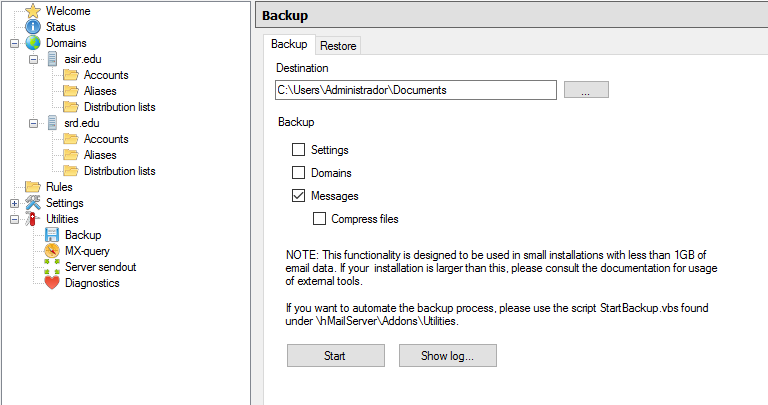 Welcome
Status
Domains
asir.edu
Accounts
Aliases
Distribution lists
srd.edu
Accounts
Aliases
Distribution lists
Rules
Settings
Utilities
Backup
MX-query
Server sendout
Diagnostics
Backup
Backup
Restore
Destination
C:\Users\Administrador\Documents
...
Backup
Settings
Domains
Messages
Compress files
NOTE: This functionality is designed to be used in small installations with less than 1GB of
email data. If your  installation is larger than this, please consult the documentation for usage
of external tools.
If you want to automate the backup process, please use the script StartBackup.vbs found
under \hMailServer\Addons\Utilities.
Start
Show log...